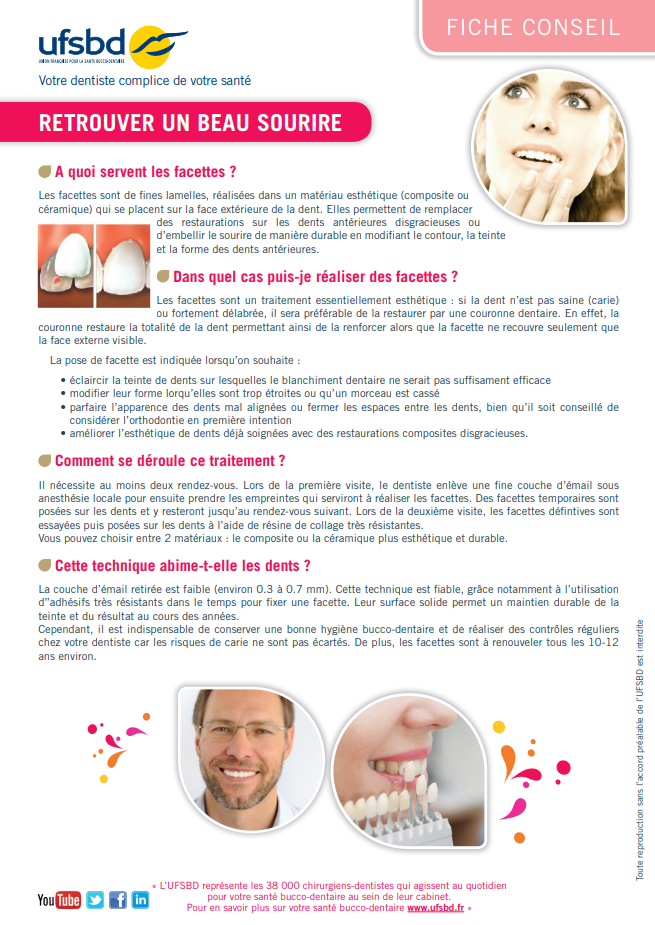 FICHE CONSEIL
ufsbd
UNION FRANÇAISE POUR LA SANTE BUCCO-DENTAIRE
Votre dentiste complice de votre santé
RETROUVER UN BEAU SOURIRE
A quoi servent les facettes ?
Les facettes sont de fines lamelles, réalisées dans un matériau esthétique (composite ou
céramique) qui se placent sur la face extérieure de la dent. Elles permettent de remplacer
des restaurations sur les dents antérieures disgracieuses ou
d'embellir le sourire de manière durable en modifiant le contour, la teinte
et la forme des dents antérieures.
Dans quel cas puis-je réaliser des facettes ?
Les facettes sont un traitement essentiellement esthétique : si la dent n'est pas saine (carie)
ou fortement délabrée, il sera préférable de la restaurer par une couronne dentaire. En effet, la
couronne restaure la totalité de la dent permettant ainsi de la renforcer alors que la facette ne recouvre seulement que
la face externe visible.
La pose de facette est indiquée lorsqu'on souhaite :
• éclaircir la teinte de dents sur lesquelles le blanchiment dentaire ne serait pas suffisament efficace
• modifier leur forme lorqu'elles sont trop étroites ou qu'un morceau est cassé
• parfaire l'apparence des dents mal alignées ou fermer les espaces entre les dents, bien qu'il soit conseillé de
considérer l'orthodontie en première intention
• améliorer l'esthétique de dents déjà soignées avec des restaurations composites disgracieuses.
Comment se déroule ce traitement ?
Il nécessite au moins deux rendez-vous. Lors de la première visite, le dentiste enlève une fine couche d'émail sous
anesthésie locale pour ensuite prendre les empreintes qui serviront à réaliser les facettes. Des facettes temporaires sont
posées sur les dents et y resteront jusqu'au rendez-vous suivant. Lors de la deuxième visite, les facettes défintives sont
essayées puis posées sur les dents à l'aide de résine de collage très résistantes.
Vous pouvez choisir entre 2 matériaux : le composite ou la céramique plus esthétique et durable.
Cette technique abime-t-elle les dents ?
La couche d'émail retirée est faible (environ 0.3 à 0.7 mm). Cette technique est fiable, grâce notamment à l'utilisation
d''adhésifs très résistants dans le temps pour fixer une facette. Leur surface solide permet un maintien durable de la
teinte et du résultat au cours des années.
Cependant, il est indispensable de conserver une bonne hygiène bucco-dentaire et de réaliser des contrôles réguliers
chez votre dentiste car les risques de carie ne sont pas écartés. De plus, les facettes sont à renouveler tous les 10-12
ans environ.
Toute reproduction sans l'accord préalable de l'UFSBD est interdite
YouTube
f
in
« L'UFSBD représente les 38 000 chirurgiens-dentistes qui agissent au quotidien
pour votre santé bucco-dentaire au sein de leur cabinet.
Pour en savoir plus sur votre santé bucco-dentaire www.ufsbd.fr »